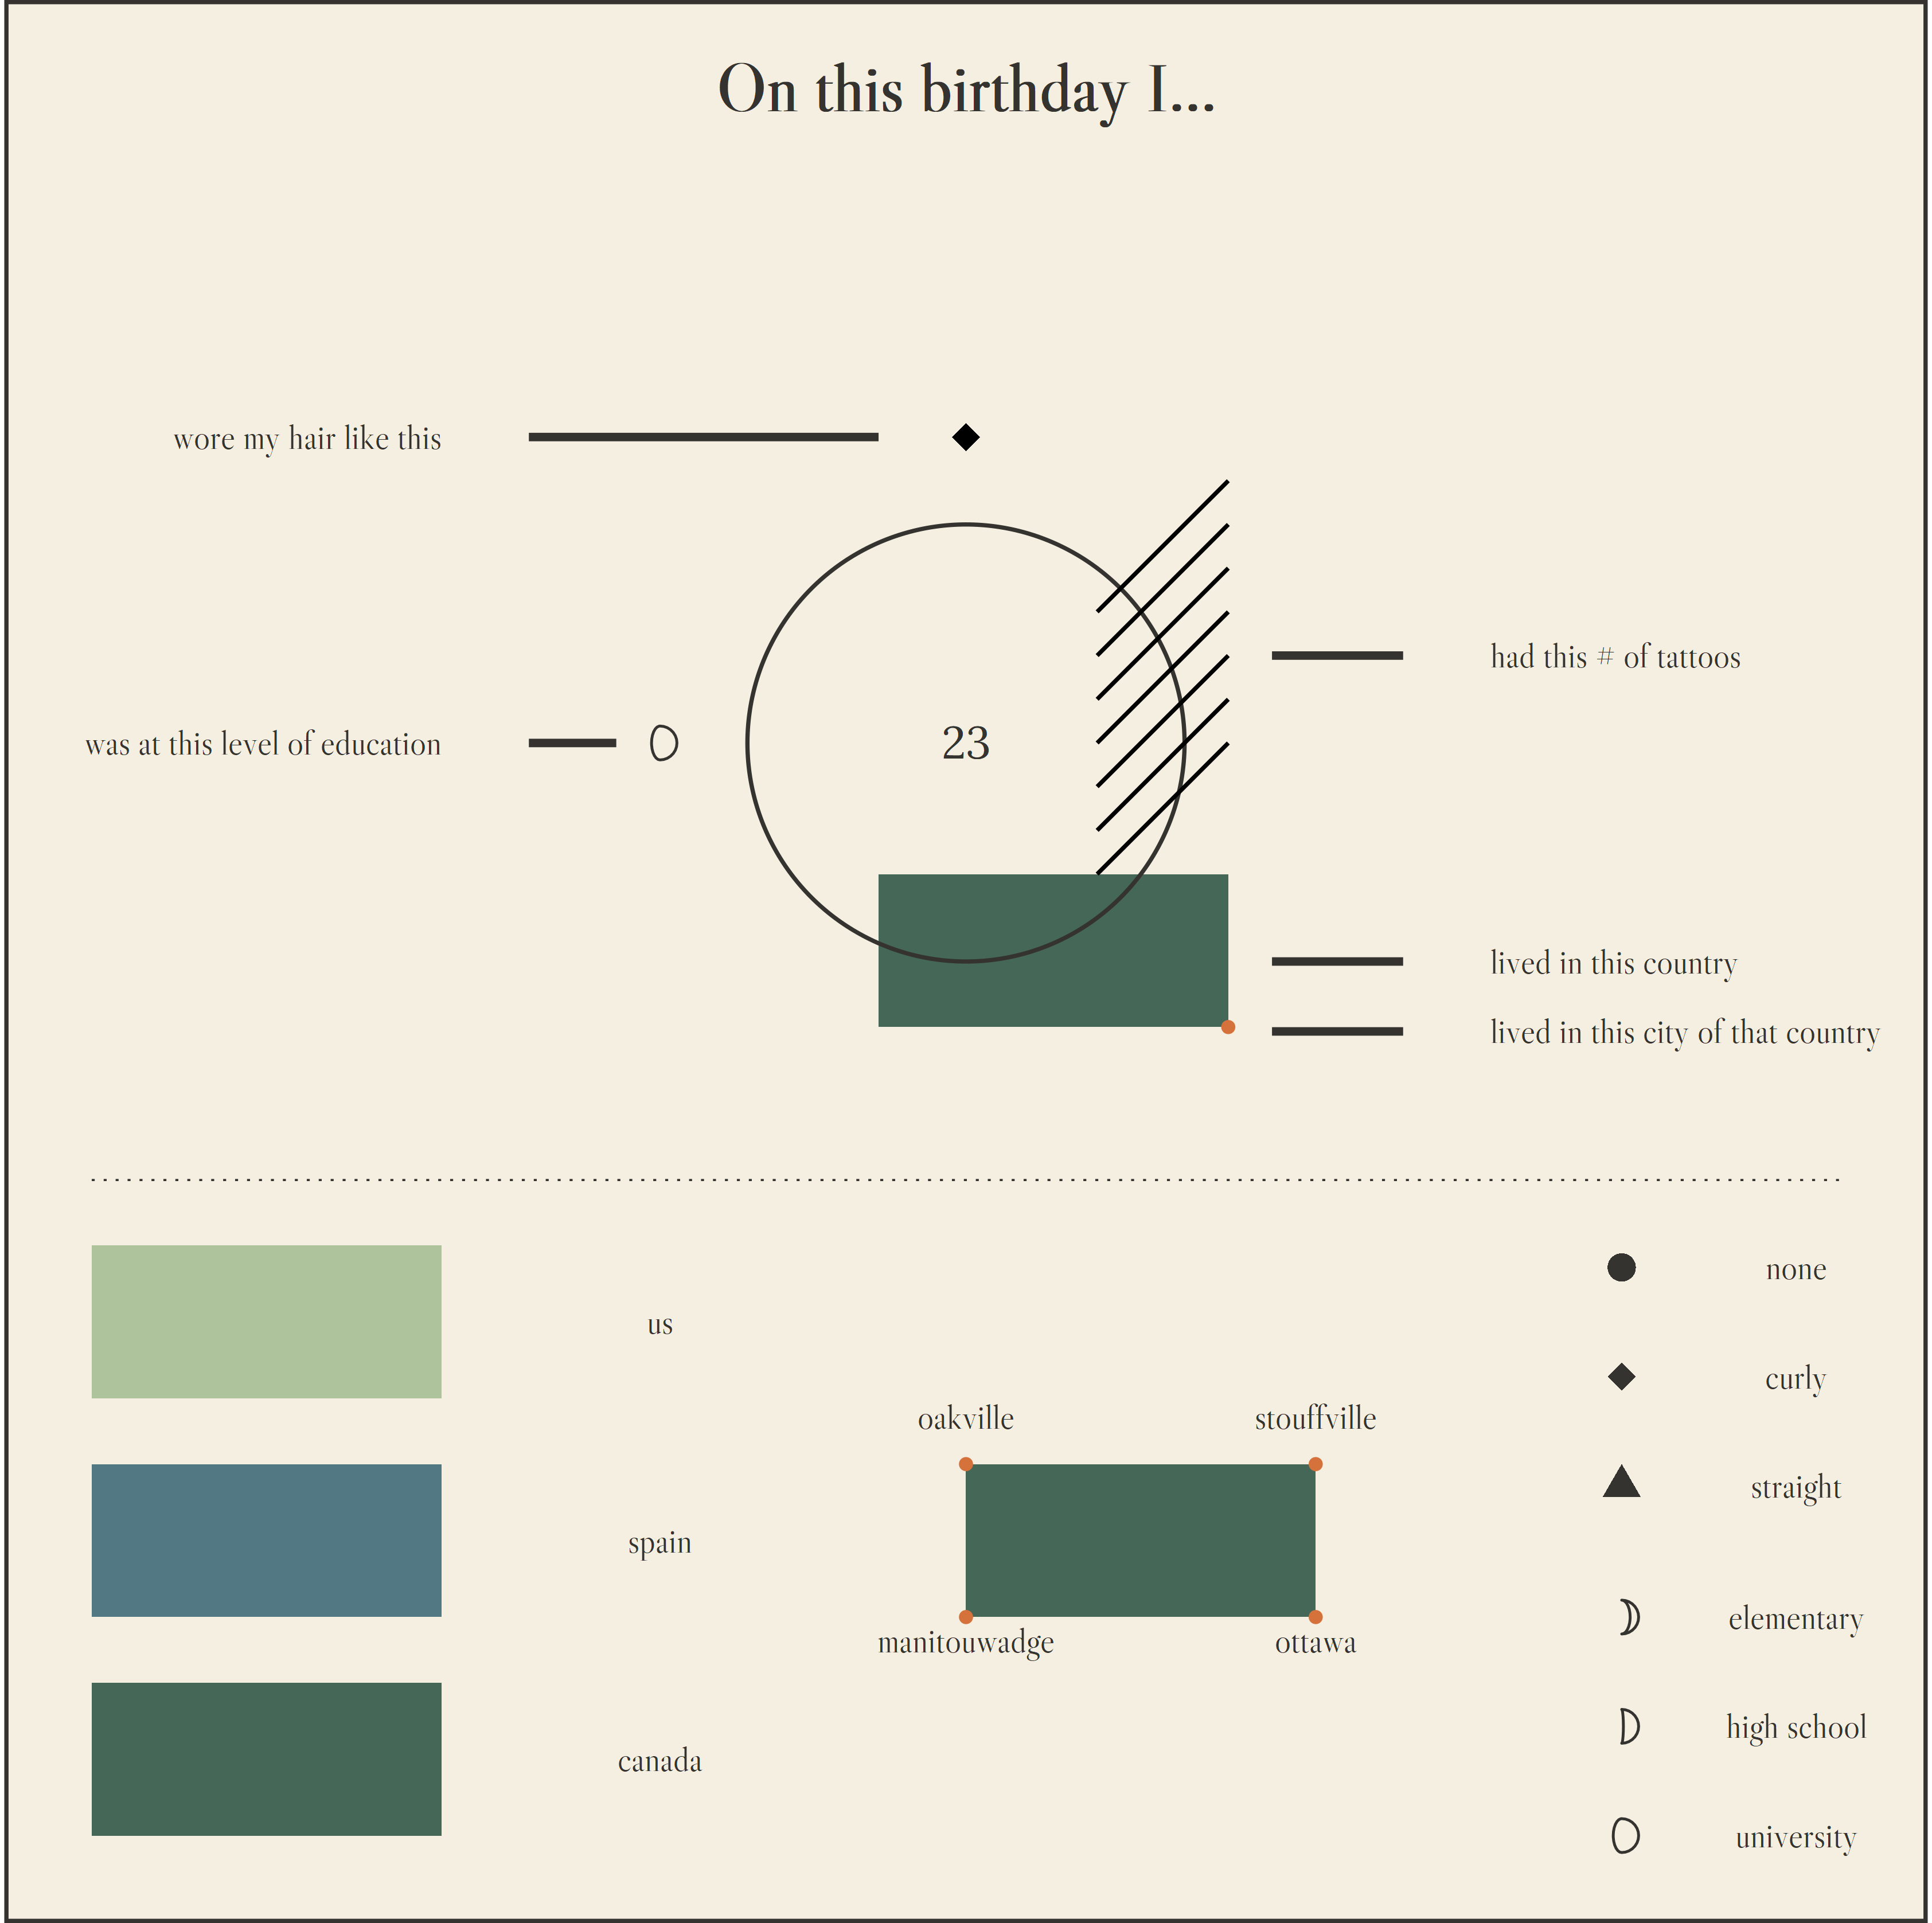 On this birthday I...
wore my hair like this
had this # of tattoos
was at this level of education
23
lived in this country
lived in this city of that country
us
spain
canada
oakville
stouffville
manitouwadge
ottawa
none
curly
straight
elementary
high school
university